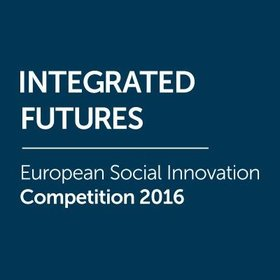 INTEGRATED
FUTURES
European Social Innovation
Competition 2016